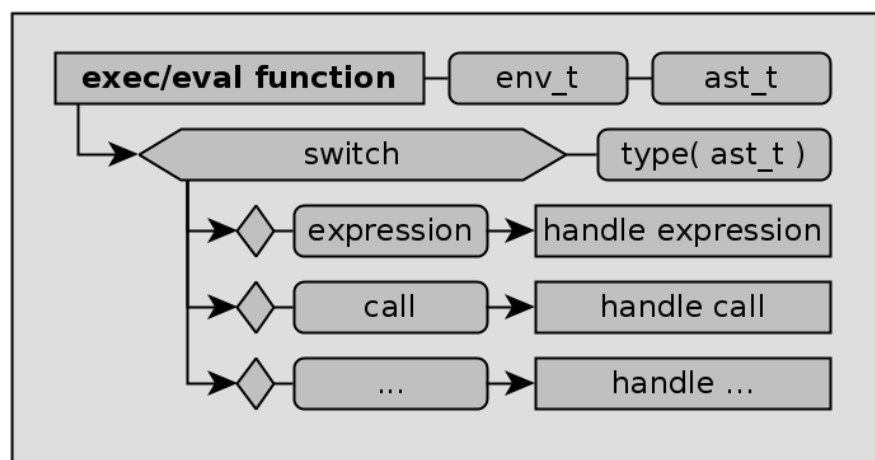 exec/eval function env_t ast_t
switch type( ast_t )
expression handle expression
call handle call
... handle ...